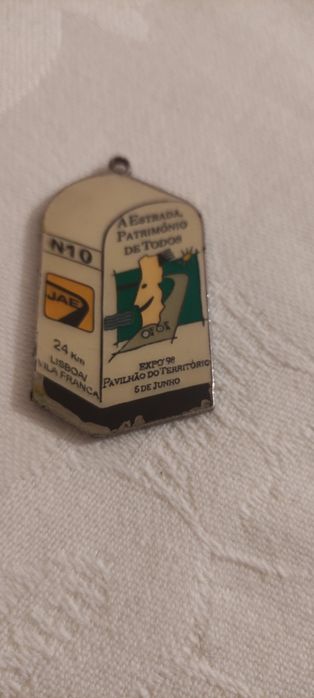 N10
JAE
24 Km
LISBOA/
VILA FRANCA
A ESTRADA,
PATRIMÓNIO
DE TODOS
EXPO '98
PAVILHÃO DO TERRITÓRIO
5 DE JUNHO